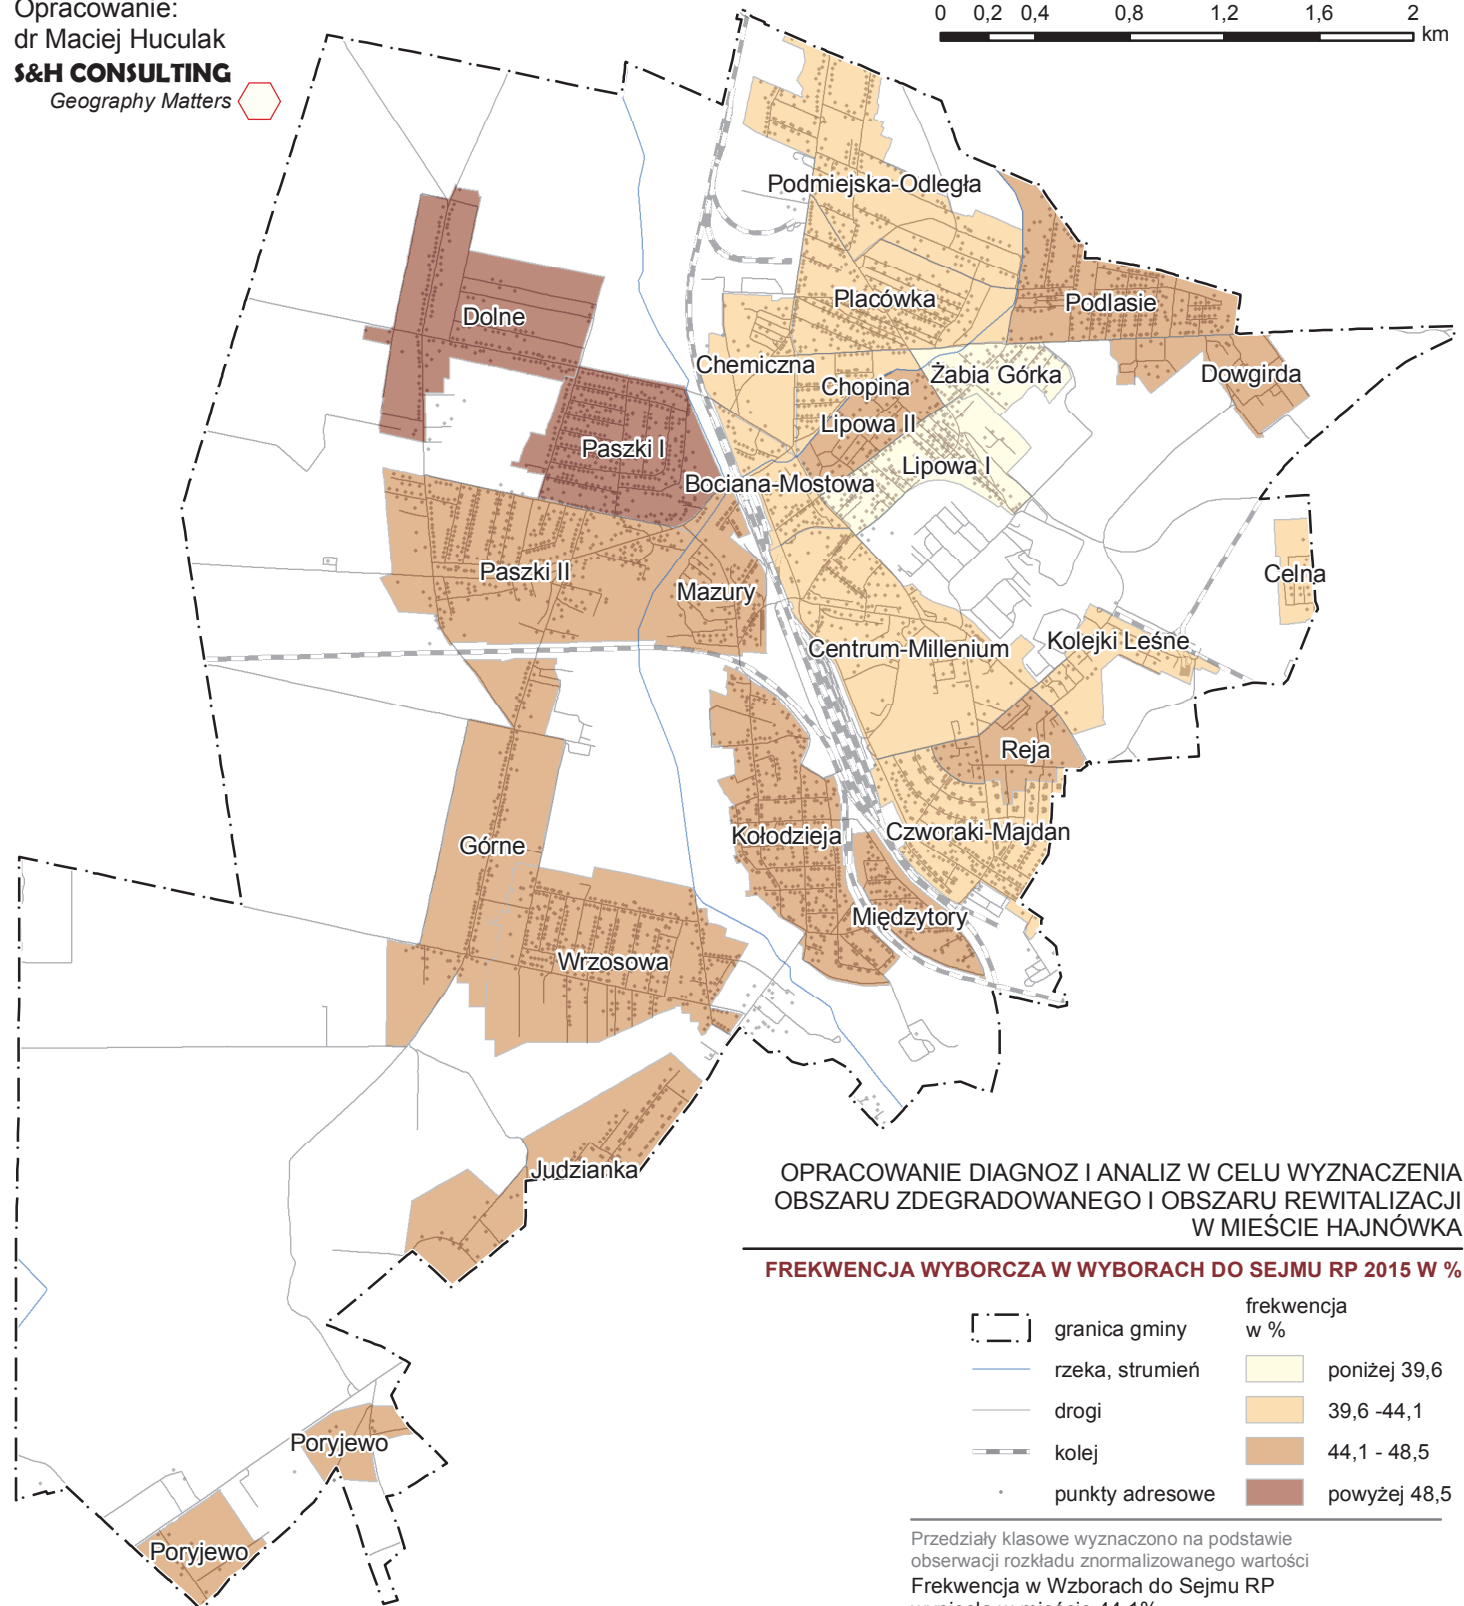 Opracowanie:
dr Maciej Huculak
S&H CONSULTING
Geography Matters
0 0,2 0,4 0,8 1,2 1,6 2
km
Podmiejska-Odległa
Placówka
Podlasie
Dolne
Chemiczna
Chopina
Żabia Górka
Dowgirda
Lipowa II
Paszki I
Lipowa I
Bociana-Mostowa
Paszki II
Mazury
Celna
Centrum-Millenium
Kolejki Leśne
Reja
Górne
Kołodzieja
Czworaki-Majdan
Międzytory
Wrzosowa
Judzianka
Poryjewo
Poryjewo
OPRACOWANIE DIAGNOZ I ANALIZ W CELU WYZNACZENIA
OBSZARU ZDEGRADOWANEGO I OBSZARU REWITALIZACJI
W MIEŚCIE HAJNÓWKA
FREKWENCJA WYBORCZA W WYBORACH DO SEJMU RP 2015 W %
granica gminy
rzeka, strumień
drogi
kolej
punkty adresowe
frekwencja
w %
poniżej 39,6
39,6 -44,1
44,1 - 48,5
powyżej 48,5
Przedziały klasowe wyznaczono na podstawie
obserwacji rozkładu znormalizowanego wartości
Frekwencja w Wzborach do Sejmu RP
wyniosła w mieście 44,1%